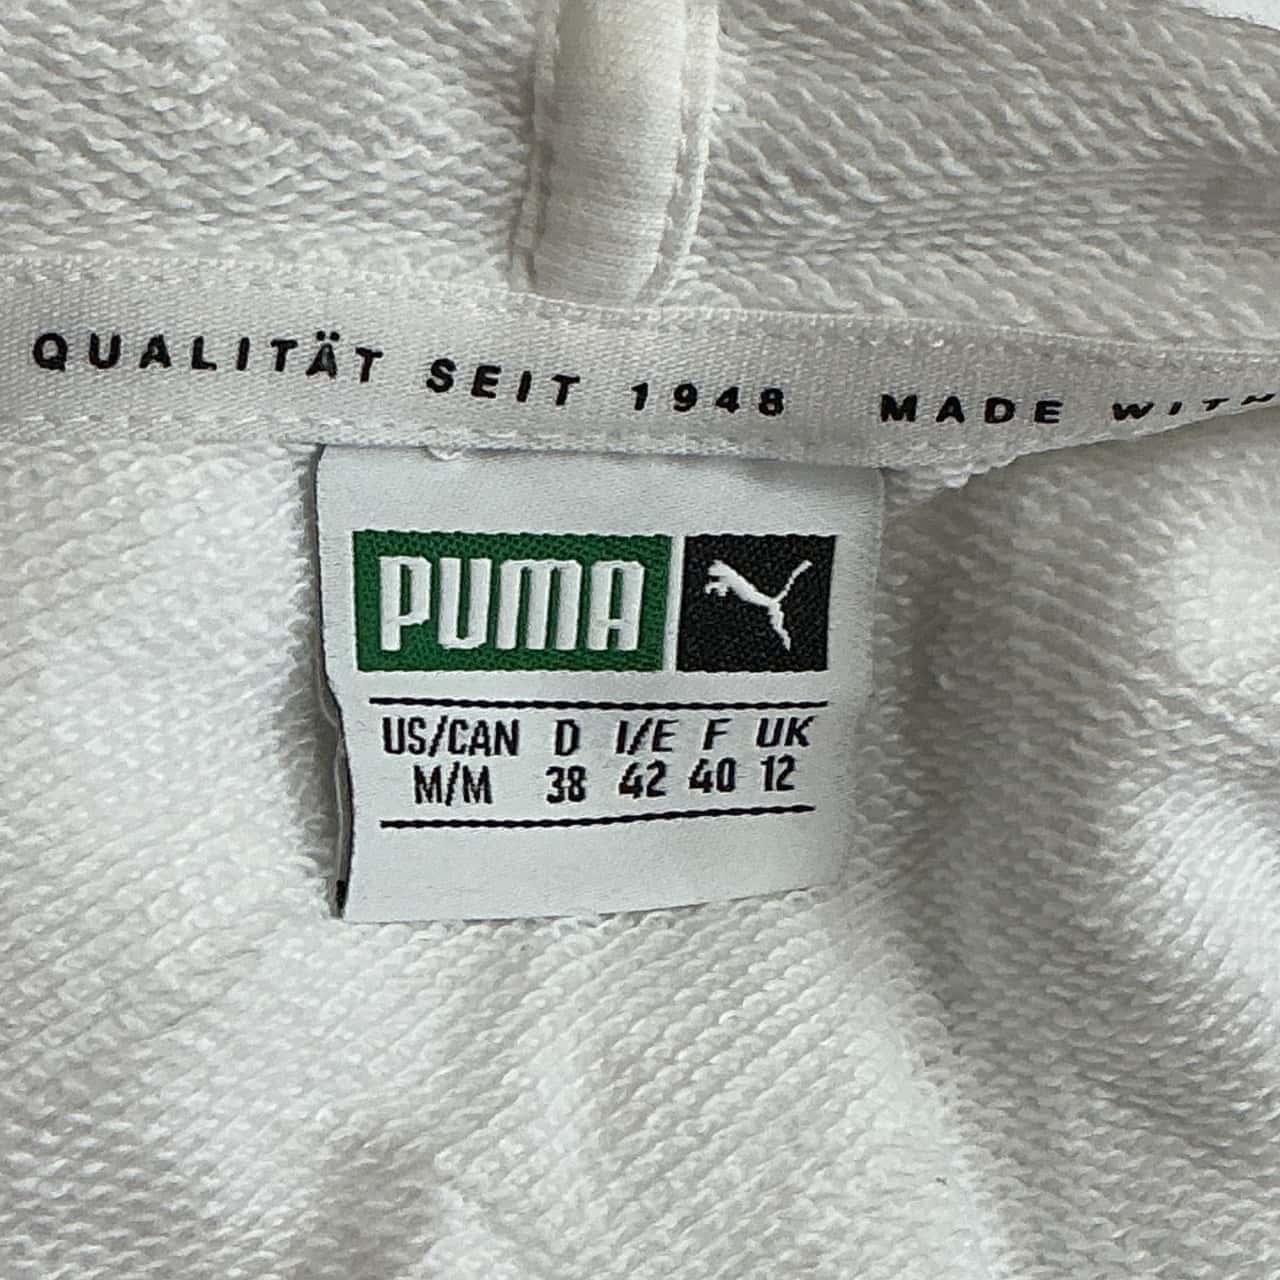 QUALITÄT SEIT 1948 MADE WITH
PUMA
US/CAN D I/E F UK
M/M 38 42 40 12